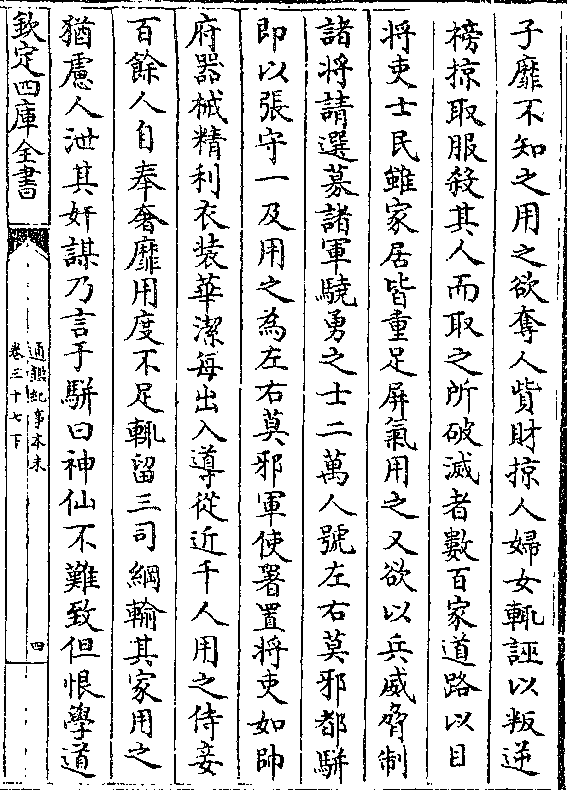 子靡不知之用之欲奪人貲財掠人婦女輒誣以叛逆
榜掠取服殺其人而取之所破滅者數百家道路以目
將吏士民雖家居皆重足屏氣用之又欲以兵威脅制
諸將請選募諸軍驍勇之士二萬人號左右莫邪都駢
即以張守一及用之為左右莫邪軍使署置將吏如帥
府器械精利衣裝華潔每出入導從近千人用之侍妾
百餘人自奉奢靡用度不足輒留三司綱輸其家用之
猶慮人泄其奸謀乃言于駢曰神仙不難致但恨學道
欽定四庫全書
通鑑紀事本末
卷三十七下
四